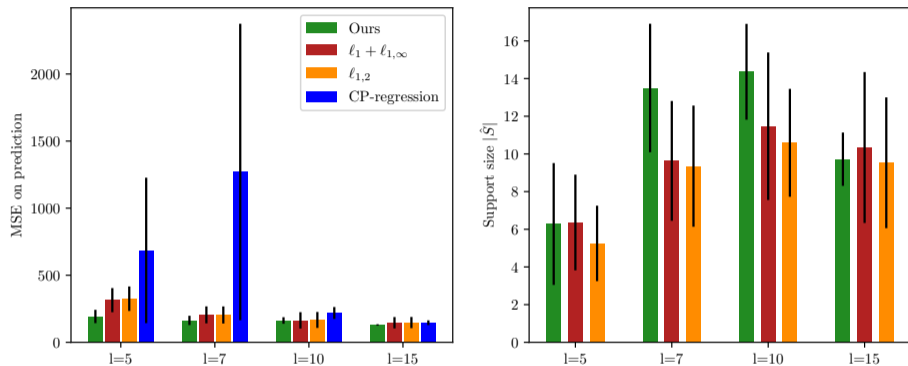 MSE on prediction
2000
1500
1000
500
0
l=5 l=7 l=10 l=15
Ours
ℓ₁ + ℓ₁,∞
ℓ₁,₂
CP-regression
Support size |Ŝ|
16
14
12
10
8
6
4
2
0
l=5 l=7 l=10 l=15